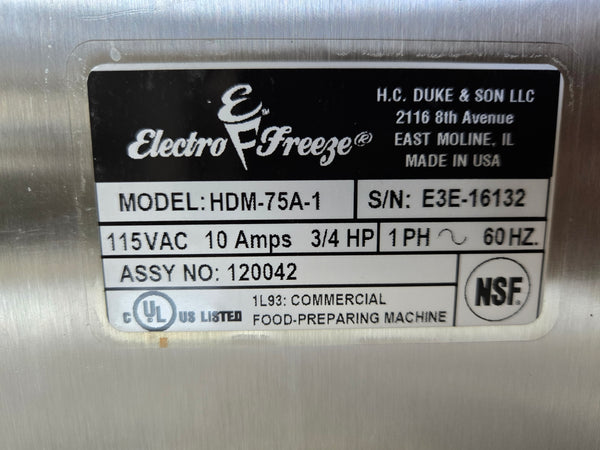 E F™
Electro Freeze®
H.C. DUKE & SON LLC
2116 8th Avenue
EAST MOLINE, IL
MADE IN USA
MODEL: HDM-75A-1
S/N: E3E-16132
115VAC 10 Amps 3/4 HP 1 PH ∿ 60 HZ.
ASSY NO: 120042
C UL US LISTED
1L93: COMMERCIAL
FOOD-PREPARING MACHINE
NSF.